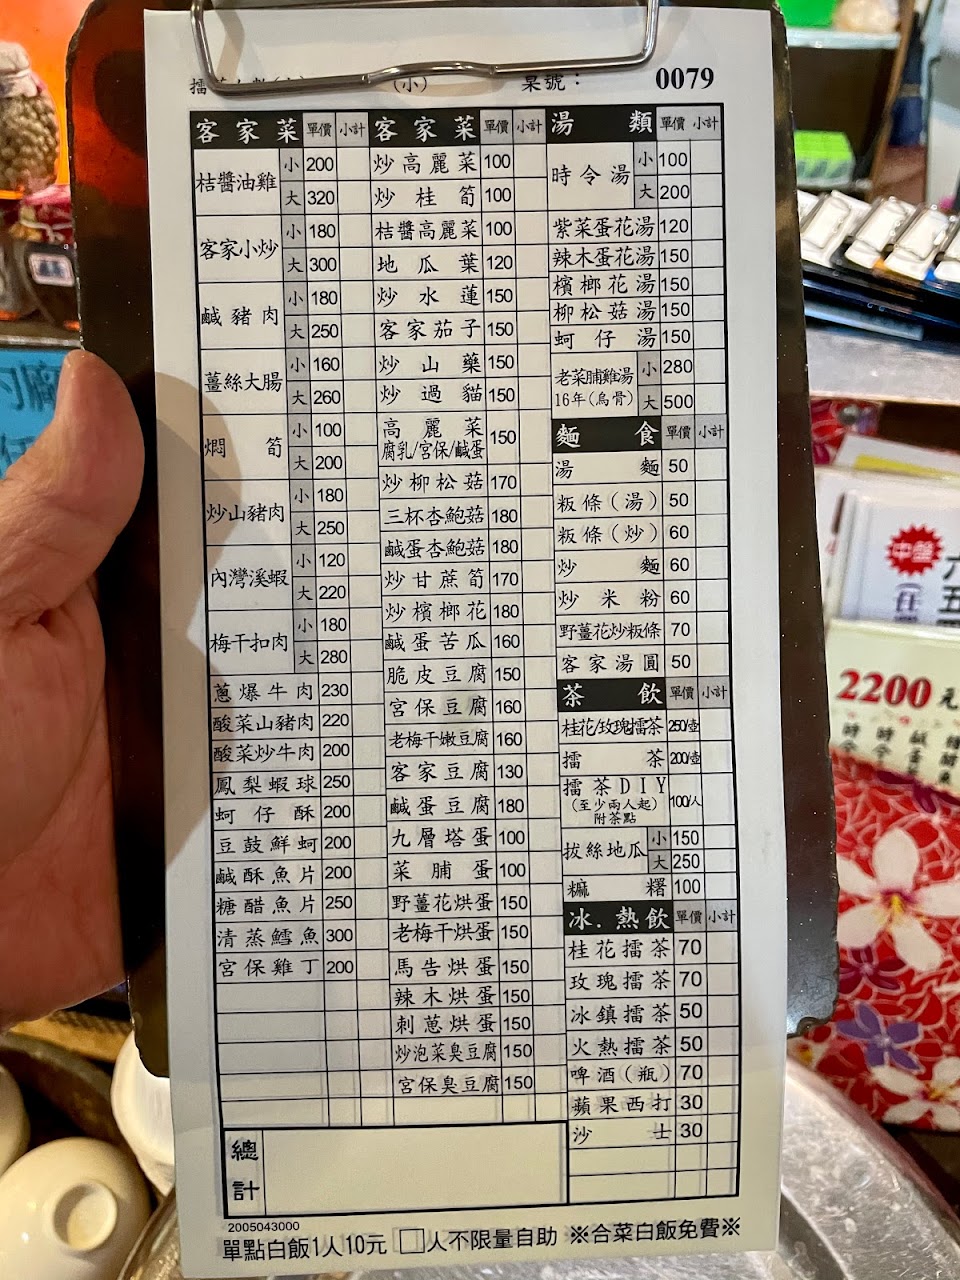 (小) 桌號： 0079
客家菜 單價 小計
桔醬油雞 小 200
大 320
客家小炒 小 180
大 300
鹹豬肉 小 180
大 250
薑絲大腸 小 160
大 260
焖筍 小 100
大 200
炒山豬肉 小 180
大 250
內灣溪蝦 小 120
大 220
梅干扣肉 小 180
大 280
蔥爆牛肉 230
酸菜山豬肉 220
酸菜炒牛肉 200
鳳梨蝦球 250
蚵仔酥 200
豆鼓鮮蚵 200
鹹酥魚片 200
糖醋魚片 250
清蒸鱈魚 300
宮保雞丁 200
客家菜 單價 小計
炒高麗菜 100
炒桂筍 100
桔醬高麗菜 100
地瓜葉 120
炒水蓮 150
客家茄子 150
炒山藥 150
炒過貓 150
高麗菜 150
腐乳/宮保/鹹蛋
炒柳松菇 170
三杯杏鮑菇 180
鹹蛋杏鮑菇 180
炒甘蔗筍 170
炒檳榔花 180
鹹蛋苦瓜 160
脆皮豆腐 150
宮保豆腐 160
老梅干嫩豆腐 160
客家豆腐 130
鹹蛋豆腐 180
九層塔蛋 100
菜脯蛋 100
野薑花烘蛋 150
老梅干烘蛋 150
馬告烘蛋 150
辣木烘蛋 150
刺蔥烘蛋 150
炒泡菜臭豆腐 150
宮保臭豆腐 150
湯類 單價 小計
時令湯 小 100
大 200
紫菜蛋花湯 120
辣木蛋花湯 150
檳榔花湯 150
柳松菇湯 150
蚵仔湯 150
老菜脯雞湯 小 280
16年(烏骨) 大 500
麵食 單價 小計
湯麵 50
粄條(湯) 50
粄條(炒) 60
炒麵 60
炒米粉 60
野薑花炒粄條 70
客家湯圓 50
茶飲 單價 小計
桂花/玫瑰擂茶 250/壺
擂茶 200/壺
擂茶DIY 100/人
(至少兩人起)
附茶點
拔絲地瓜 小 150
大 250
糍糬 100
冰.熱飲 單價 小計
桂花擂茶 70
玫瑰擂茶 70
冰鎮擂茶 50
火熱擂茶 50
啤酒(瓶) 70
蘋果西打 30
沙士 30
總計
2005043000
單點白飯1人10元 □人不限量自助 ※合菜白飯免費※
中盤
2200元